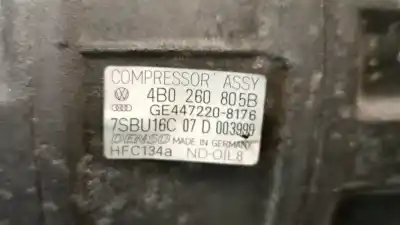 COMPRESSOR ASSY
4B0 260 805B
GE447220-8176
7SBU16C 07 D 003999
DENSO MADE IN GERMANY
HFC134a ND-OIL8